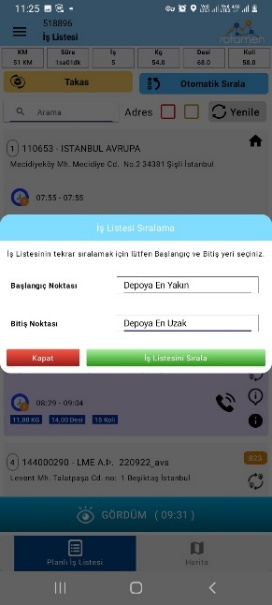 11:25
518896
İş Listesi
KM
51 KM
Süre
1sa01dk
İş
5
Kg.
54.8
Desi
68.0
Koli
58.8
Takas
Otomatik Sırala
Arama
Adres
Yenile
1 110653 - ISTANBUL AVRUPA
Mecidiyeköy Mh. Mecidiye Cd. No.2 34381 Şişli İstanbul
07:55 - 07:55
İş Listesi Sıralama
İş Listesinin tekrar sıralamak için lütfen Başlangıç ve Bitiş yeri seçiniz.
Başlangıç Noktası
Depoya En Yakın
Bitiş Noktası
Depoya En Uzak
Kapat
İş Listesini Sırala
08:29 - 09:04
11,00 KG
14,00 Desi
15 Koli
4 144000290 - LME A.Þ. 220922_avs
823
Levent Mh. Talatpaşa Cd. no: 1 Beşiktaş İstanbul
GÖRDÜM ( 09:31 )
Planlı İş Listesi
Harita